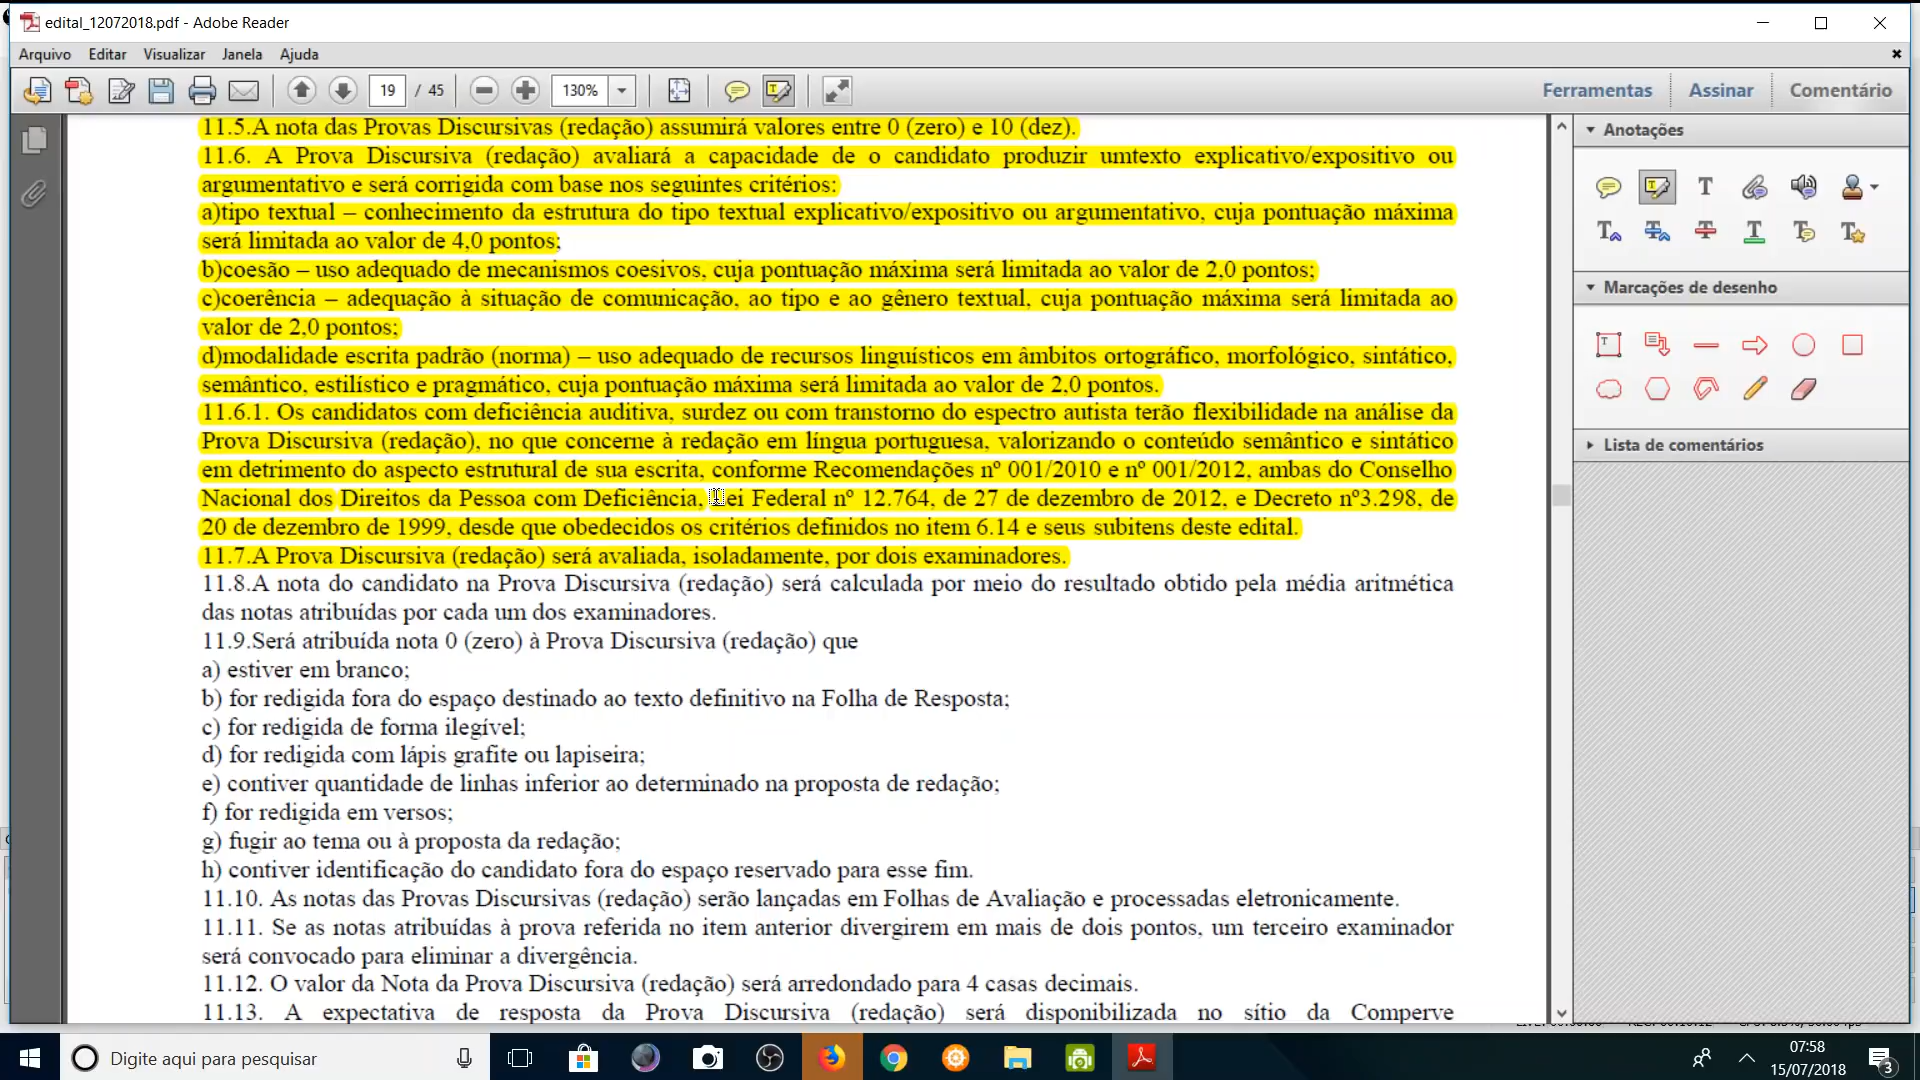 edital_12072018.pdf - Adobe Reader
Arquivo Editar Visualizar Janela Ajuda
19 / 45 130% Ferramentas Assinar Comentário
11.5.A nota das Provas Discursivas (redação) assumirá valores entre 0 (zero) e 10 (dez).
11.6. A Prova Discursiva (redação) avaliará a capacidade de o candidato produzir umtexto explicativo/expositivo ou
argumentativo e será corrigida com base nos seguintes critérios:
a)tipo textual – conhecimento da estrutura do tipo textual explicativo/expositivo ou argumentativo, cuja pontuação máxima
será limitada ao valor de 4,0 pontos;
b)coesão – uso adequado de mecanismos coesivos, cuja pontuação máxima será limitada ao valor de 2,0 pontos;
c)coerência – adequação à situação de comunicação, ao tipo e ao gênero textual, cuja pontuação máxima será limitada ao
valor de 2,0 pontos;
d)modalidade escrita padrão (norma) – uso adequado de recursos linguísticos em âmbitos ortográfico, morfológico, sintático,
semântico, estilístico e pragmático, cuja pontuação máxima será limitada ao valor de 2,0 pontos.
11.6.1. Os candidatos com deficiência auditiva, surdez ou com transtorno do espectro autista terão flexibilidade na análise da
Prova Discursiva (redação), no que concerne à redação em língua portuguesa, valorizando o conteúdo semântico e sintático
em detrimento do aspecto estrutural de sua escrita, conforme Recomendações nº 001/2010 e nº 001/2012, ambas do Conselho
Nacional dos Direitos da Pessoa com Deficiência, Lei Federal nº 12.764, de 27 de dezembro de 2012, e Decreto nº3.298, de
20 de dezembro de 1999, desde que obedecidos os critérios definidos no item 6.14 e seus subitens deste edital.
11.7.A Prova Discursiva (redação) será avaliada, isoladamente, por dois examinadores.
11.8.A nota do candidato na Prova Discursiva (redação) será calculada por meio do resultado obtido pela média aritmética
das notas atribuídas por cada um dos examinadores.
11.9.Será atribuída nota 0 (zero) à Prova Discursiva (redação) que
a) estiver em branco;
b) for redigida fora do espaço destinado ao texto definitivo na Folha de Resposta;
c) for redigida de forma ilegível;
d) for redigida com lápis grafite ou lapiseira;
e) contiver quantidade de linhas inferior ao determinado na proposta de redação;
f) for redigida em versos;
g) fugir ao tema ou à proposta da redação;
h) contiver identificação do candidato fora do espaço reservado para esse fim.
11.10. As notas das Provas Discursivas (redação) serão lançadas em Folhas de Avaliação e processadas eletronicamente.
11.11. Se as notas atribuídas à prova referida no item anterior divergirem em mais de dois pontos, um terceiro examinador
será convocado para eliminar a divergência.
11.12. O valor da Nota da Prova Discursiva (redação) será arredondado para 4 casas decimais.
11.13. A expectativa de resposta da Prova Discursiva (redação) será disponibilizada no sítio da Comperve
Anotações
Marcações de desenho
Lista de comentários
Digite aqui para pesquisar
07:58
15/07/2018
3